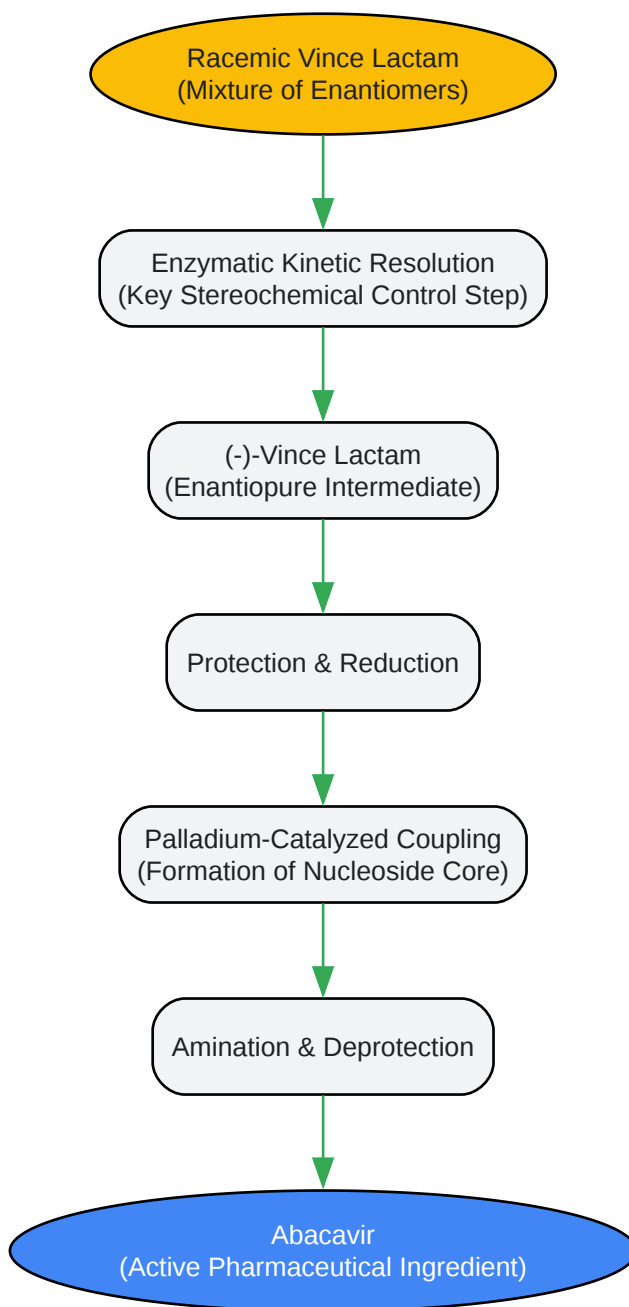 Racemic Vince Lactam
(Mixture of Enantiomers)
Enzymatic Kinetic Resolution
(Key Stereochemical Control Step)
(-)-Vince Lactam
(Enantiopure Intermediate)
Protection & Reduction
Palladium-Catalyzed Coupling
(Formation of Nucleoside Core)
Amination & Deprotection
Abacavir
(Active Pharmaceutical Ingredient)